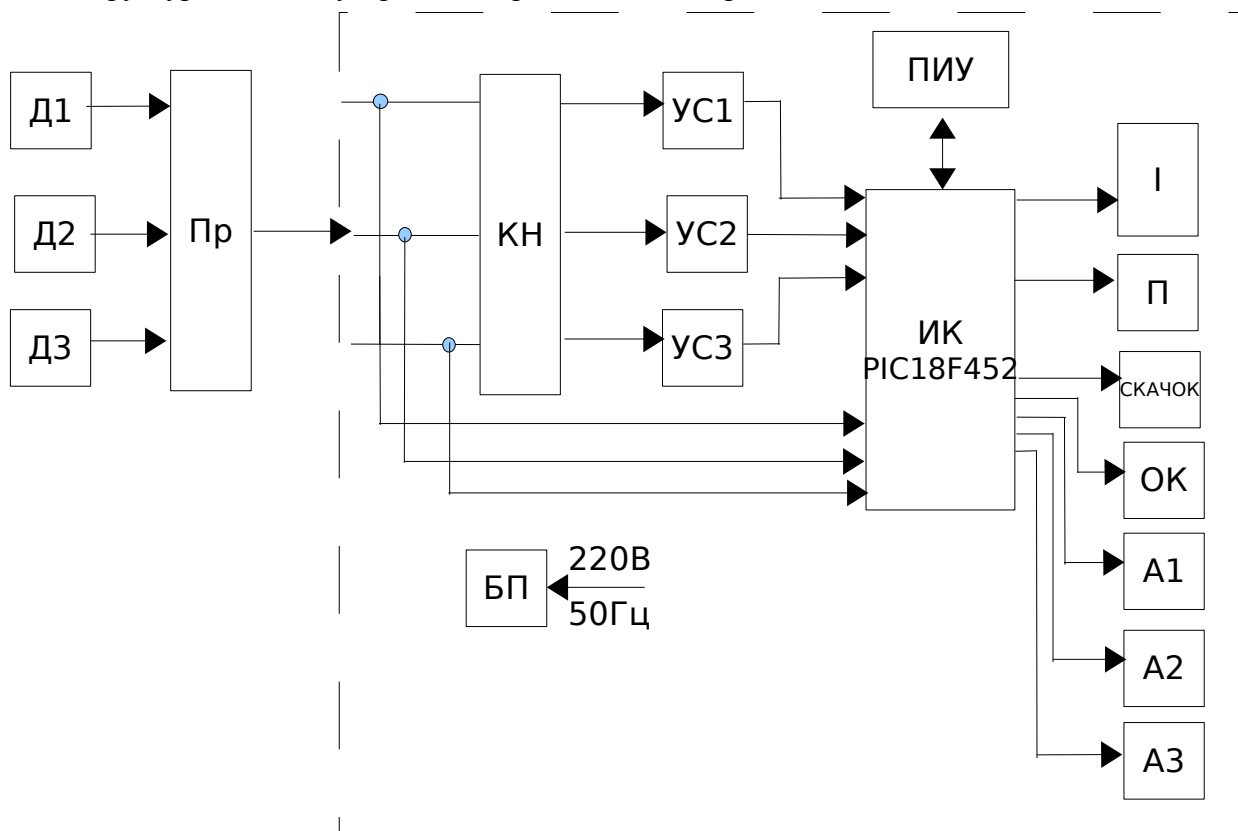 Д1
Д2
Д3
Пр
КН
УС1
УС2
УС3
ПИУ
ИК
PIC18F452
I
П
СКАЧОК
ОК
А1
А2
А3
БП
220В
50Гц